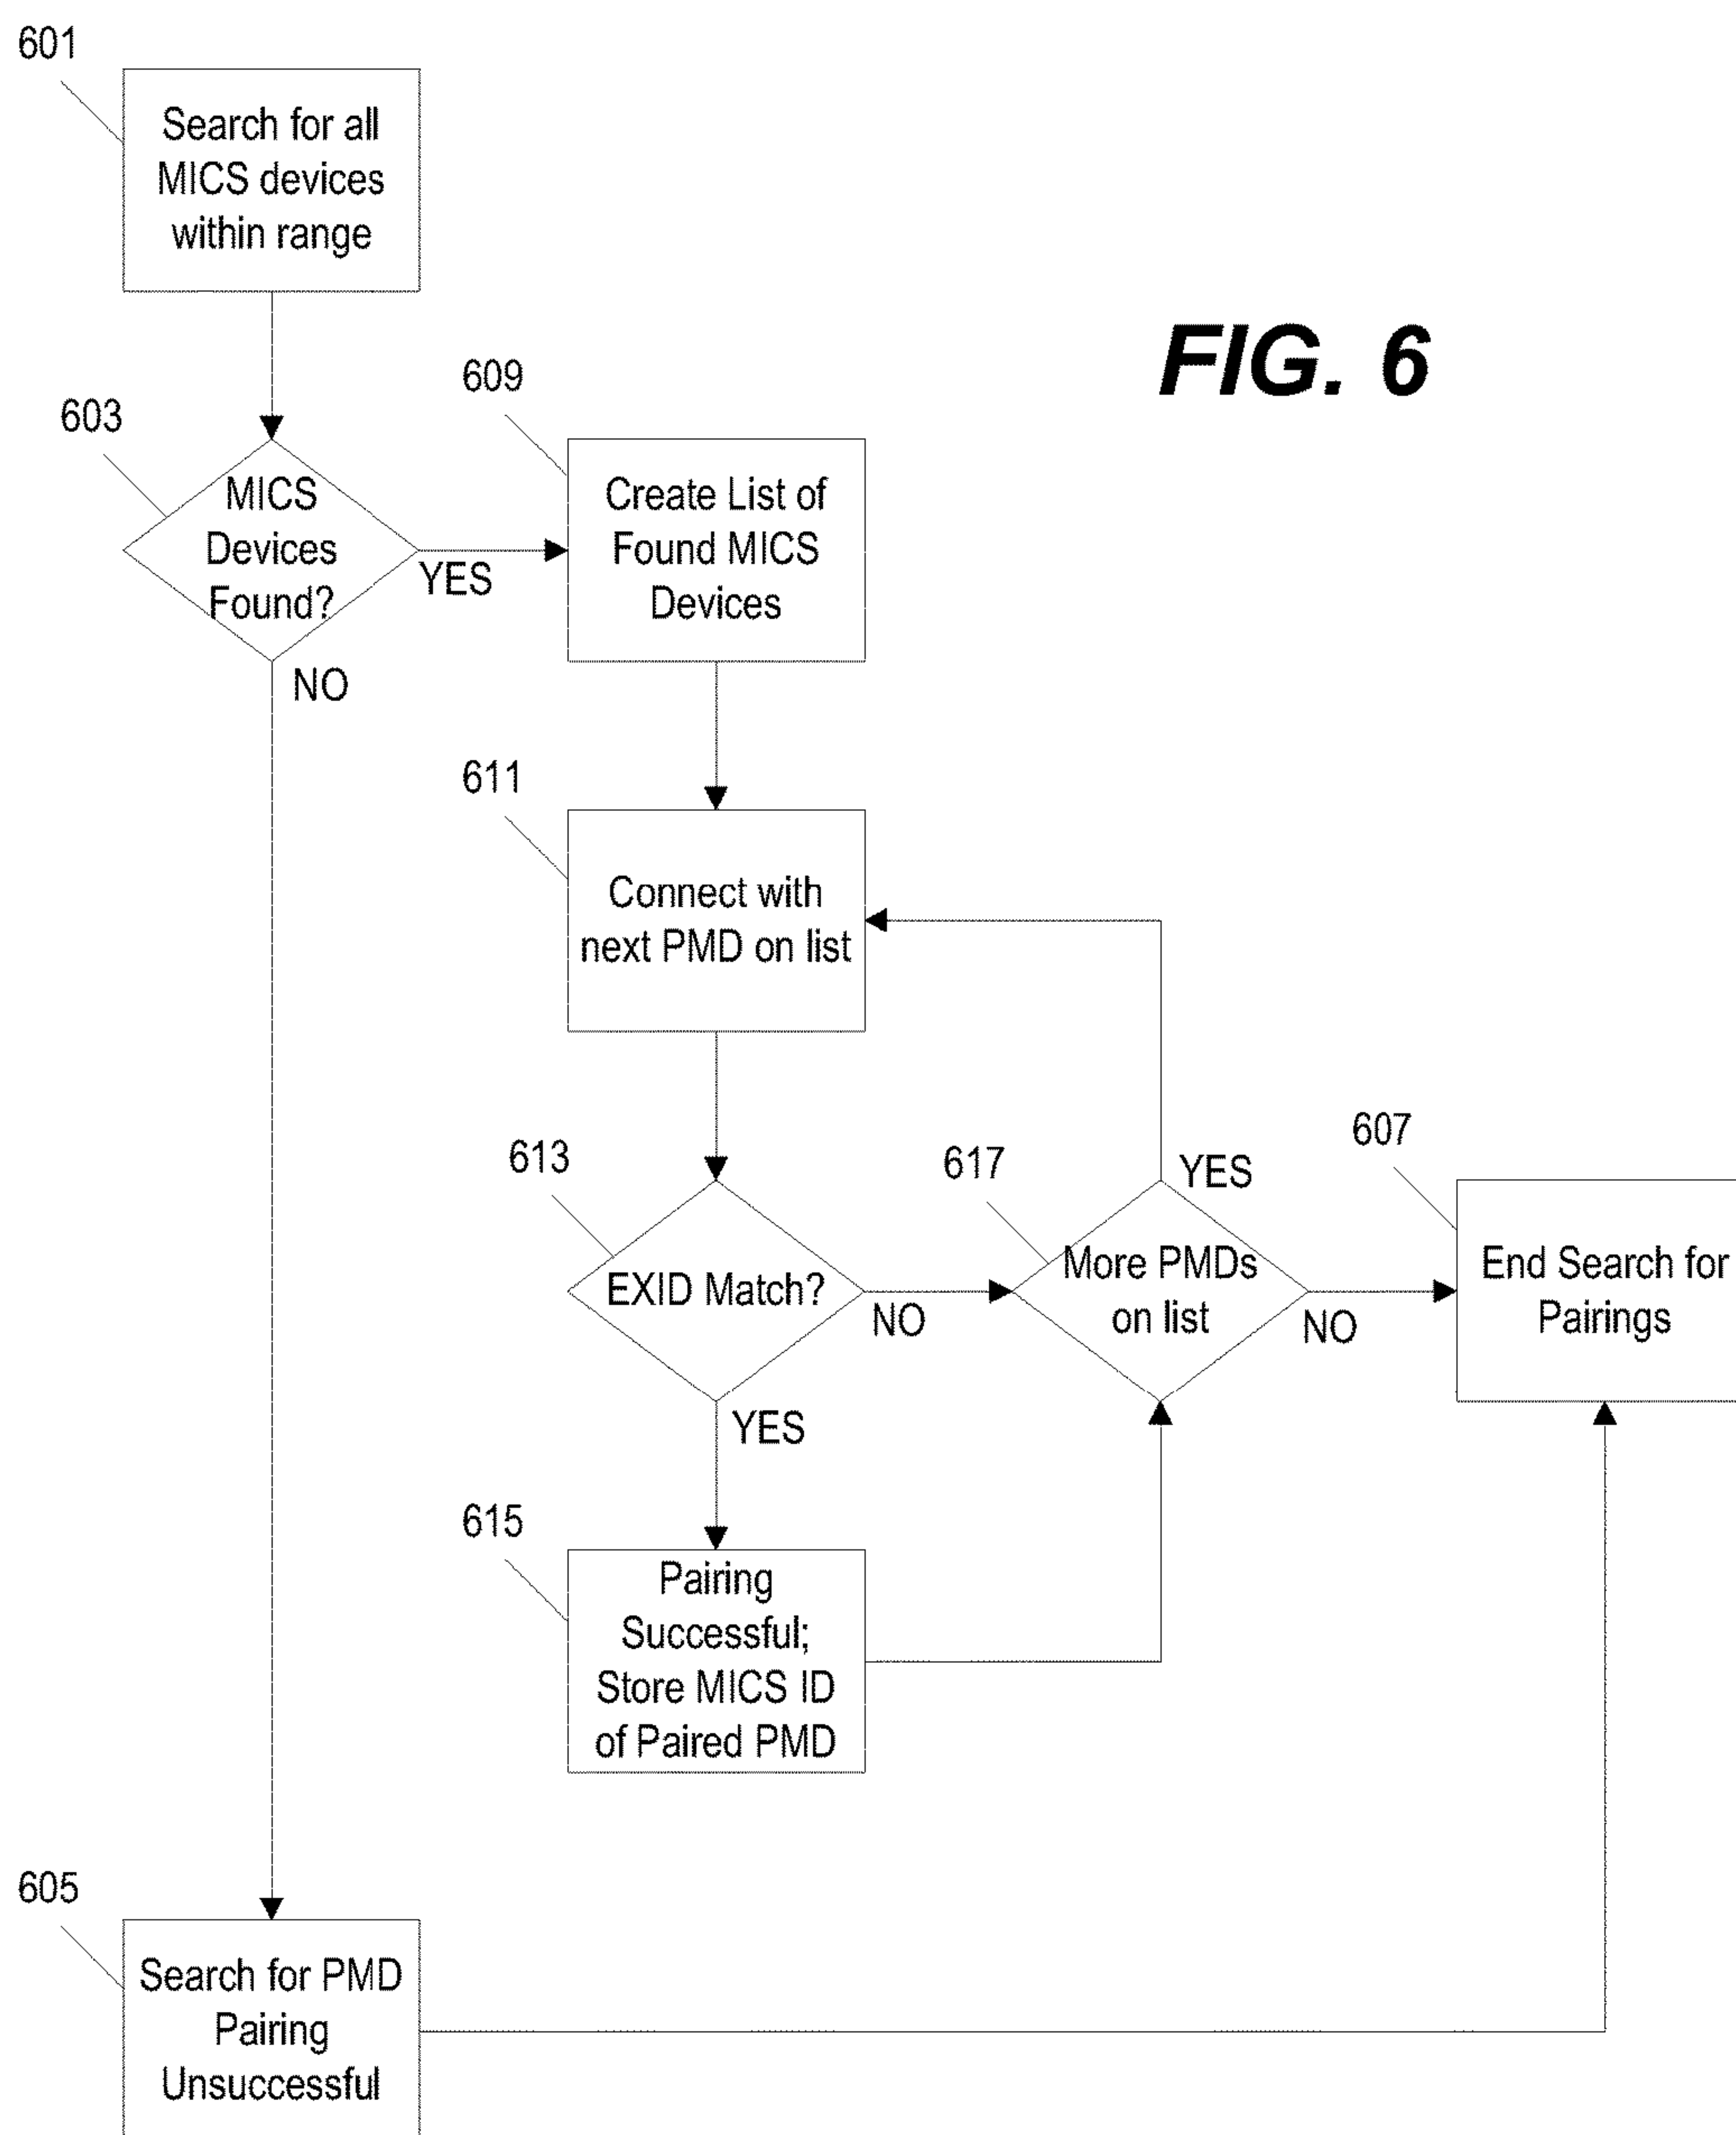 601
Search for all
MICS devices
within range
FIG. 6
603
MICS
Devices
Found?
YES
NO
609
Create List of
Found MICS
Devices
611
Connect with
next PMD on list
613
EXID Match?
NO
YES
617
More PMDs
on list
YES
NO
607
End Search for
Pairings
615
Pairing
Successful;
Store MICS ID
of Paired PMD
605
Search for PMD
Pairing
Unsuccessful